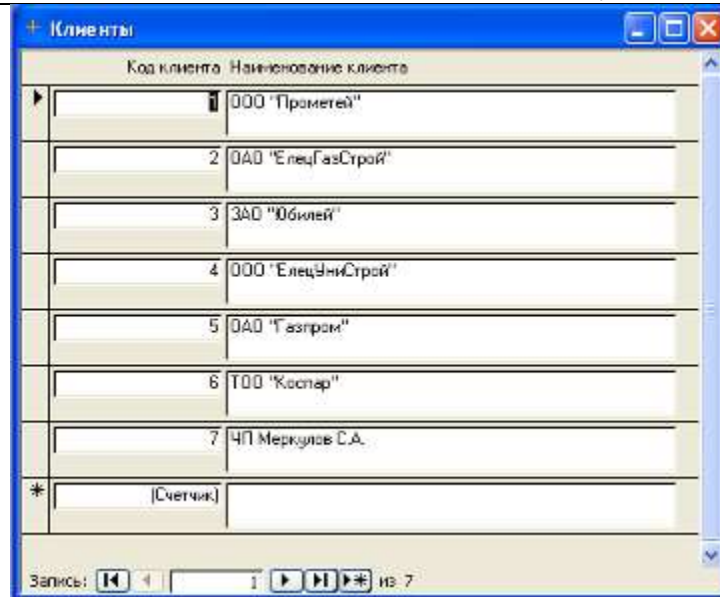 Клиенты
Код клиента Наименование клиента
1 ООО "Прометей"
2 ОАО "ЕлецГазСтрой"
3 ЗАО "Юбилей"
4 ООО "ЕлецУниСтрой"
5 ОАО "Газпром"
6 ТОО "Коспар"
7 ЧП Меркулов С.А.
(Счетчик)
Запись: 1 из 7